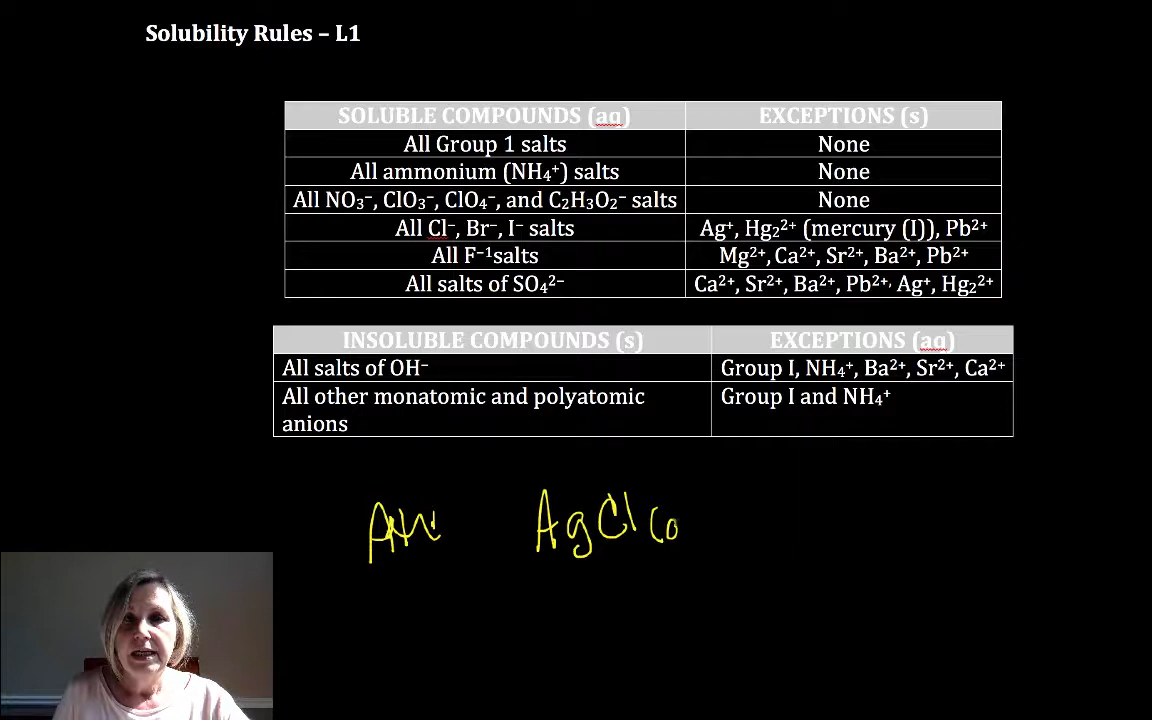 Solubility Rules – L1
SOLUBLE COMPOUNDS (aq) EXCEPTIONS (s)
All Group 1 salts None
All ammonium (NH₄⁺) salts None
All NO₃⁻, ClO₃⁻, ClO₄⁻, and C₂H₃O₂⁻ salts None
All Cl⁻, Br⁻, I⁻ salts Ag⁺, Hg₂²⁺ (mercury (I)), Pb²⁺
All F⁻¹salts Mg²⁺, Ca²⁺, Sr²⁺, Ba²⁺, Pb²⁺
All salts of SO₄²⁻ Ca²⁺, Sr²⁺, Ba²⁺, Pb²⁺, Ag⁺, Hg₂²⁺
INSOLUBLE COMPOUNDS (s) EXCEPTIONS (aq)
All salts of OH⁻ Group I, NH₄⁺, Ba²⁺, Sr²⁺, Ca²⁺
All other monatomic and polyatomic Group I and NH₄⁺
anions
AgCl